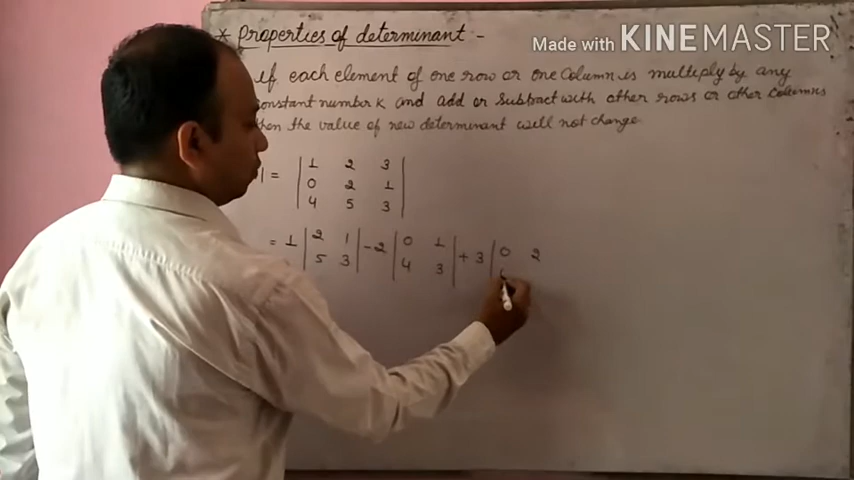 * Properties of determinant :-
Made with KINEMASTER
if each element of one row or one Column is multiply by any
constant number K and add or Subtract with other rows or other columns
then the value of new determinant will not change.
| = | 1 2 3 |
| 0 2 1 |
| 4 5 3 |
= 1 | 2 1 | - 2 | 0 1 | + 3 | 0 2
| 5 3 | | 4 3 | |